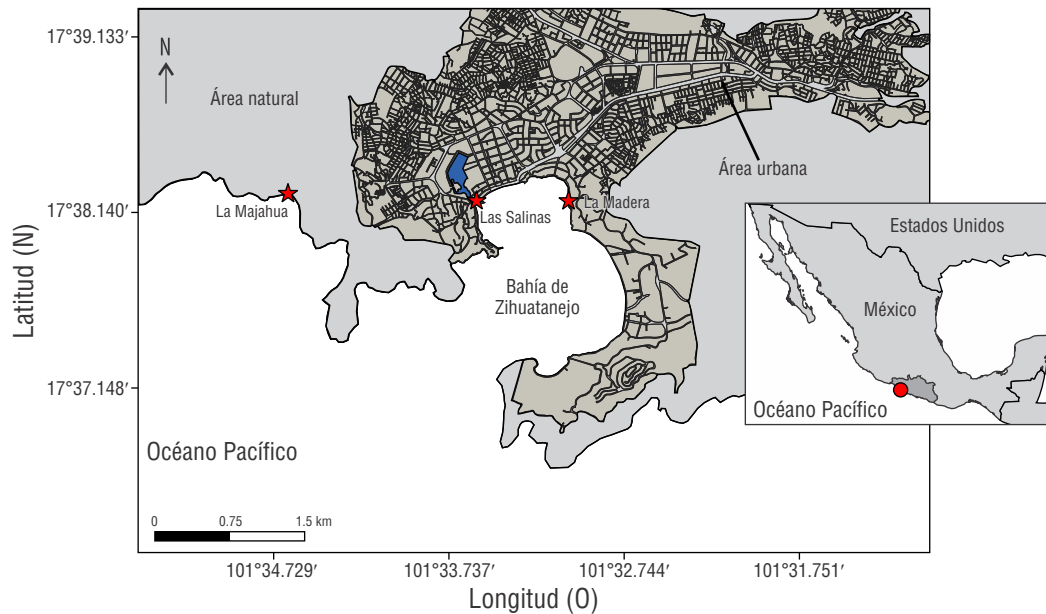 17°39.133′
N
Área natural
Área urbana
La Majahua
17°38.140′
Las Salinas
La Madera
Estados Unidos
Latitud (N)
Bahía de
Zihuatanejo
México
17°37.148′
Océano Pacífico
Océano Pacífico
0 0.75 1.5 km
101°34.729′ 101°33.737′ 101°32.744′ 101°31.751′
Longitud (O)